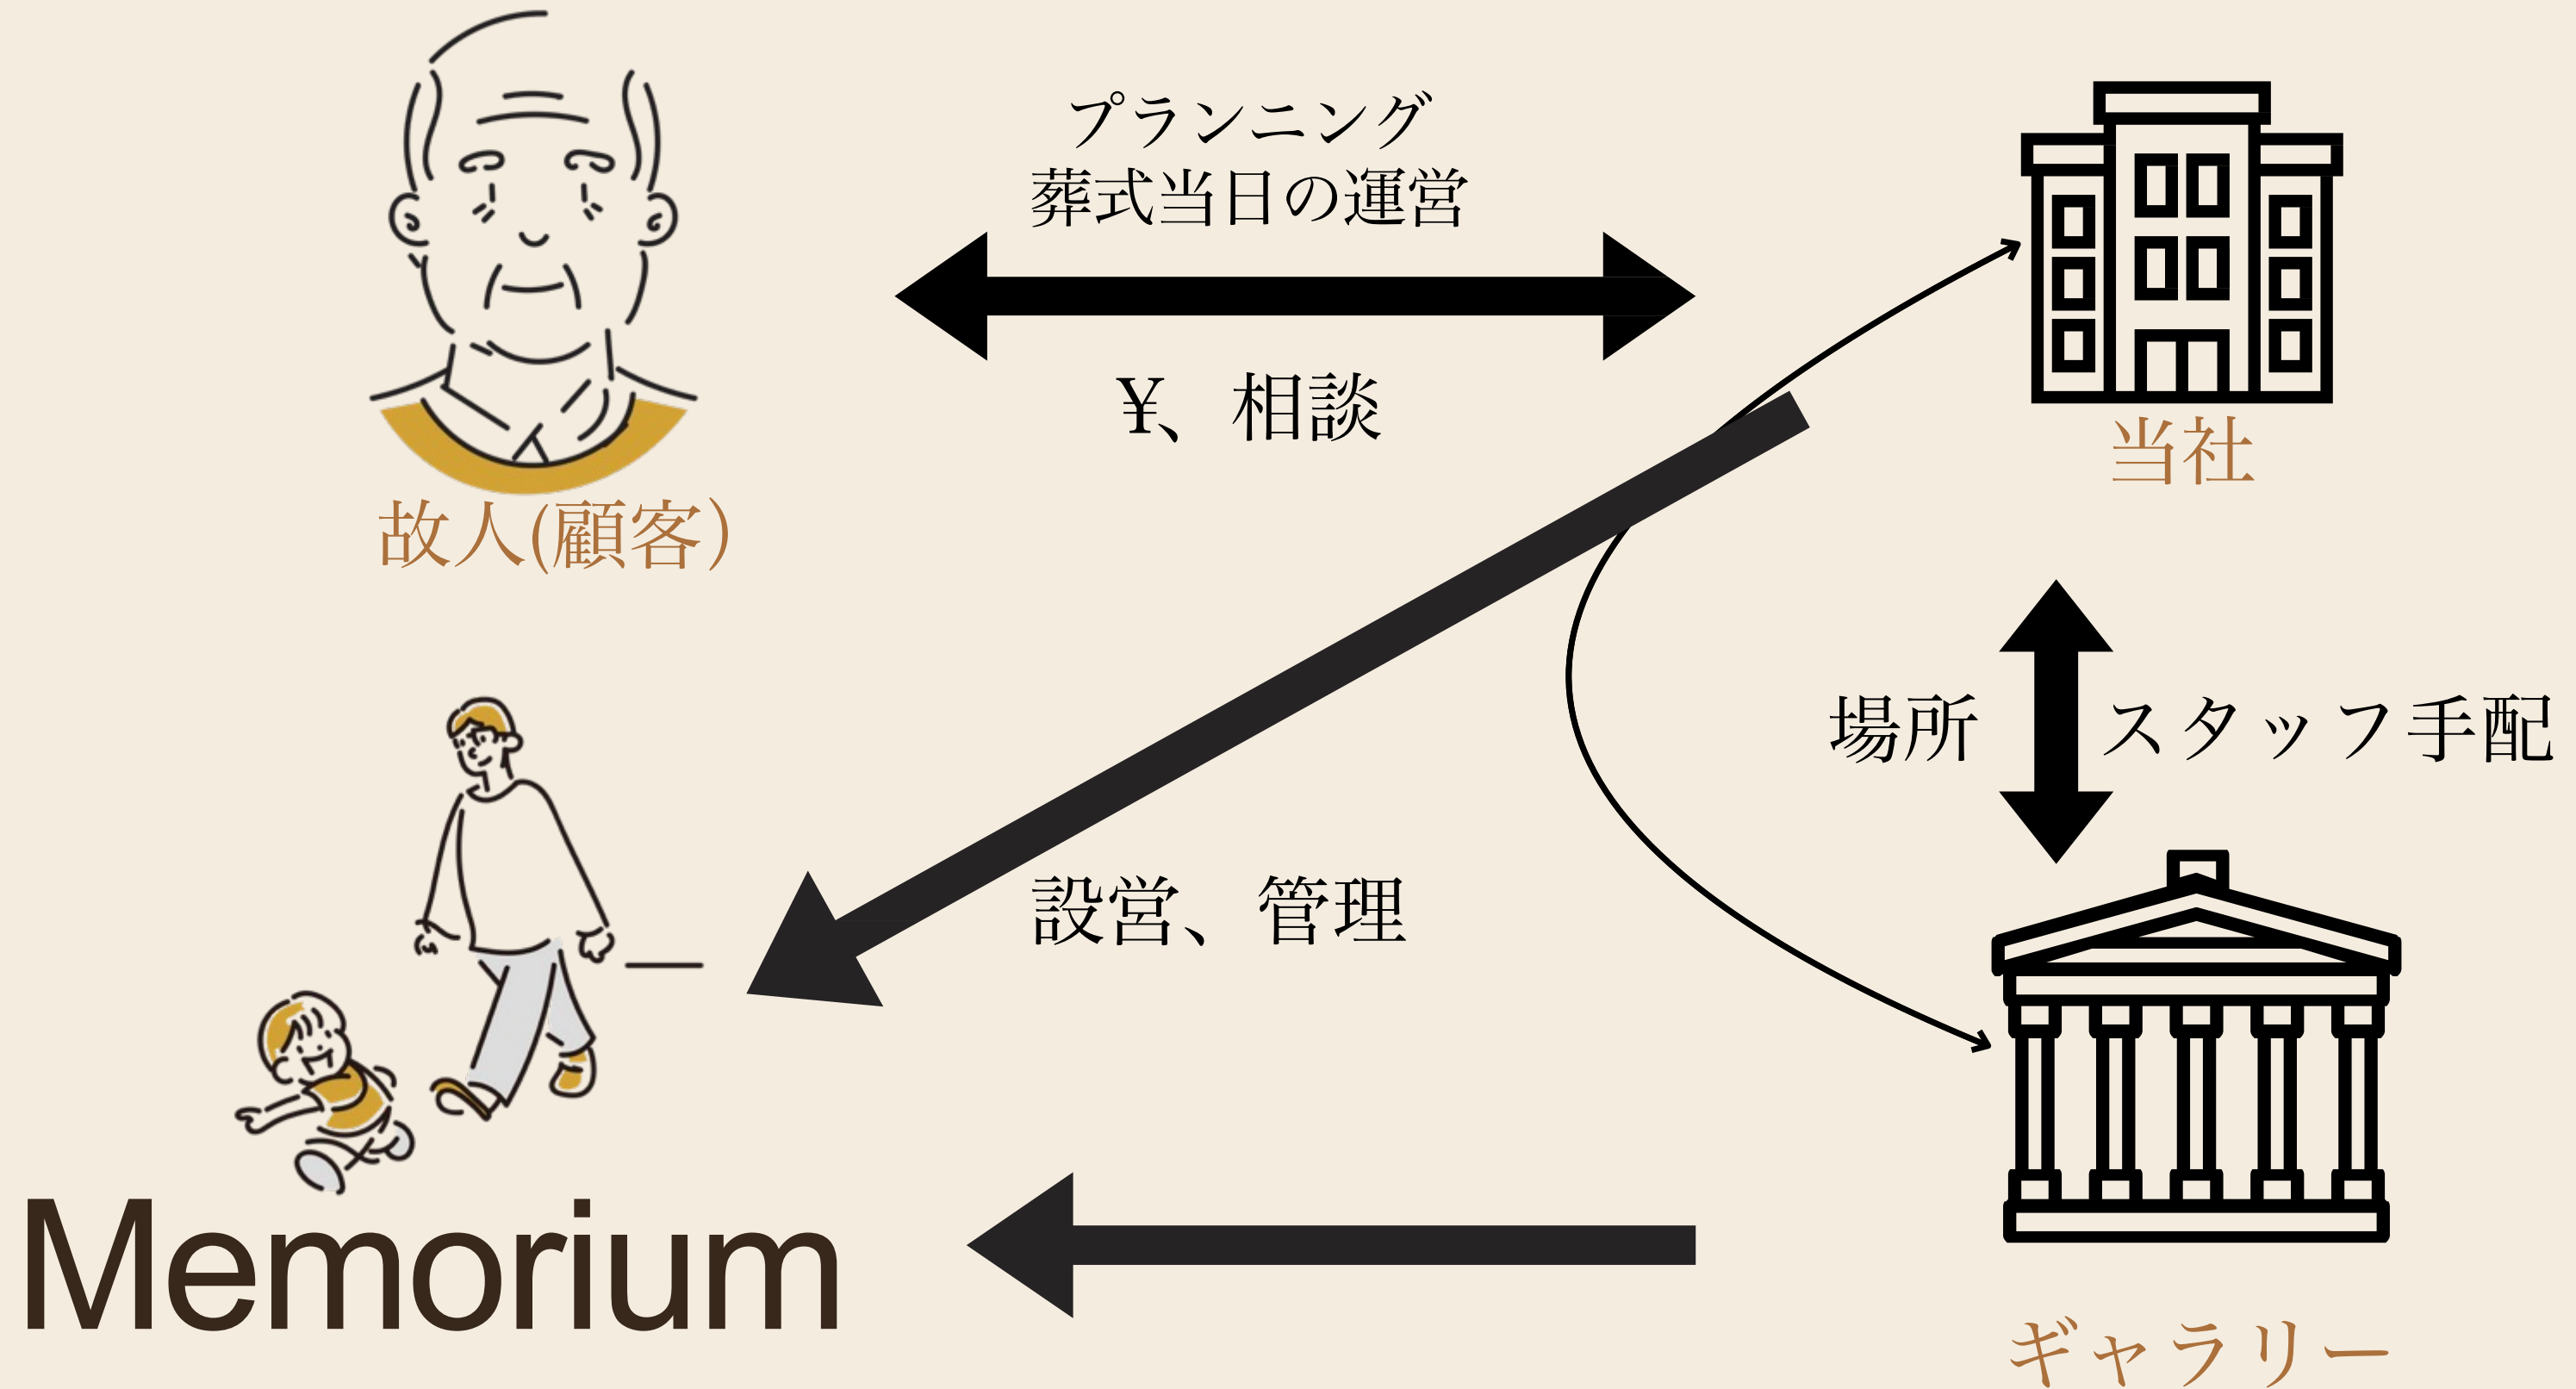 プランニング
葬式当日の運営
¥、相談
当社
故人(顧客)
場所
スタッフ手配
設営、管理
Memorium
ギャラリー